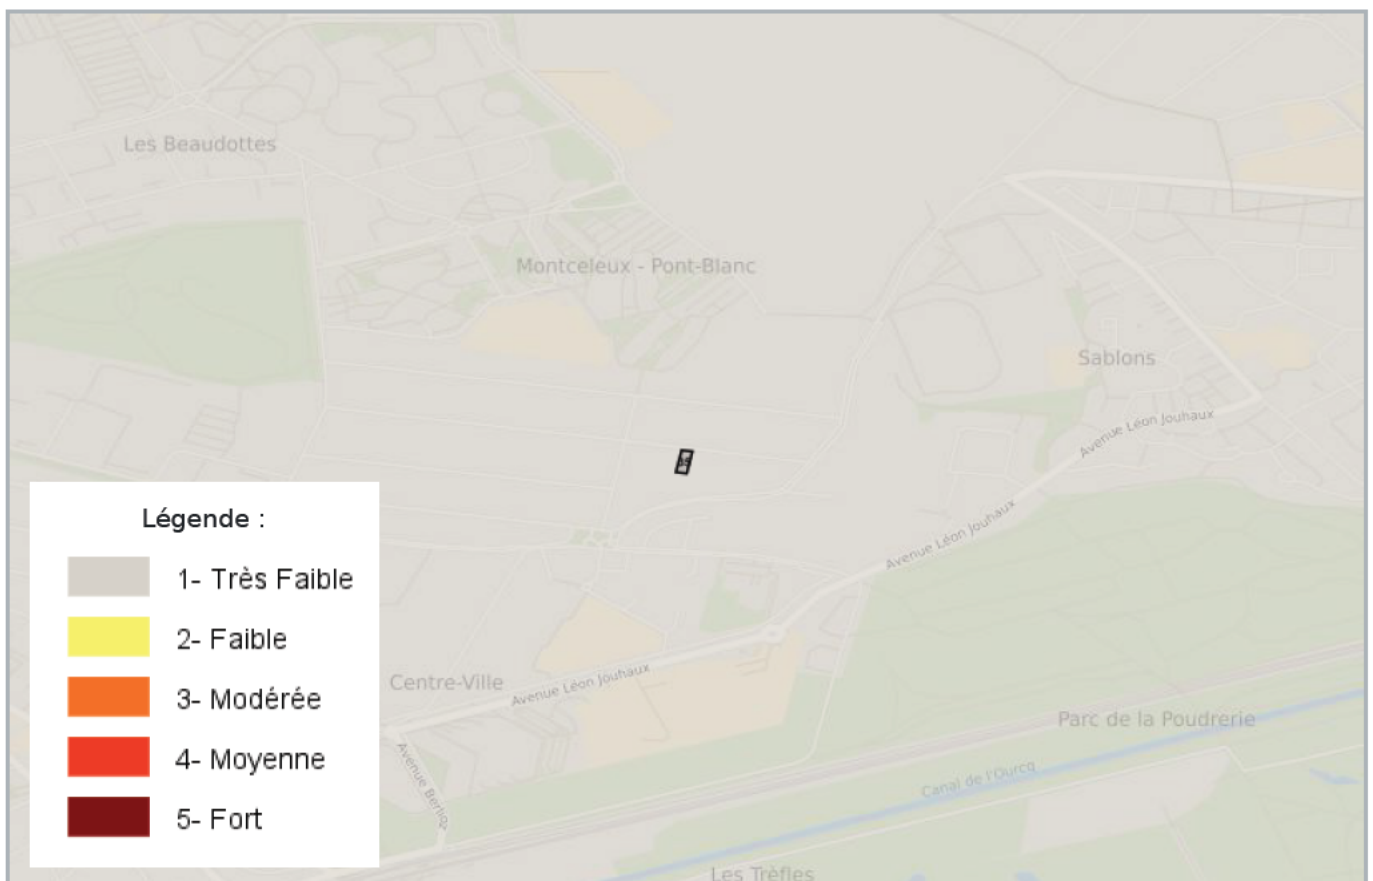 Les Beaudottes
Montceleux - Pont-Blanc
Sablons
Avenue Léon Jouhaux
Avenue Léon Jouhaux
Légende :
1- Très Faible
2- Faible
3- Modérée
4- Moyenne
5- Fort
Centre-Ville
Avenue Léon Jouhaux
Parc de la Poudrerie
Avenue Berlioz
Canal de l'Ourcq
Les Trèfles